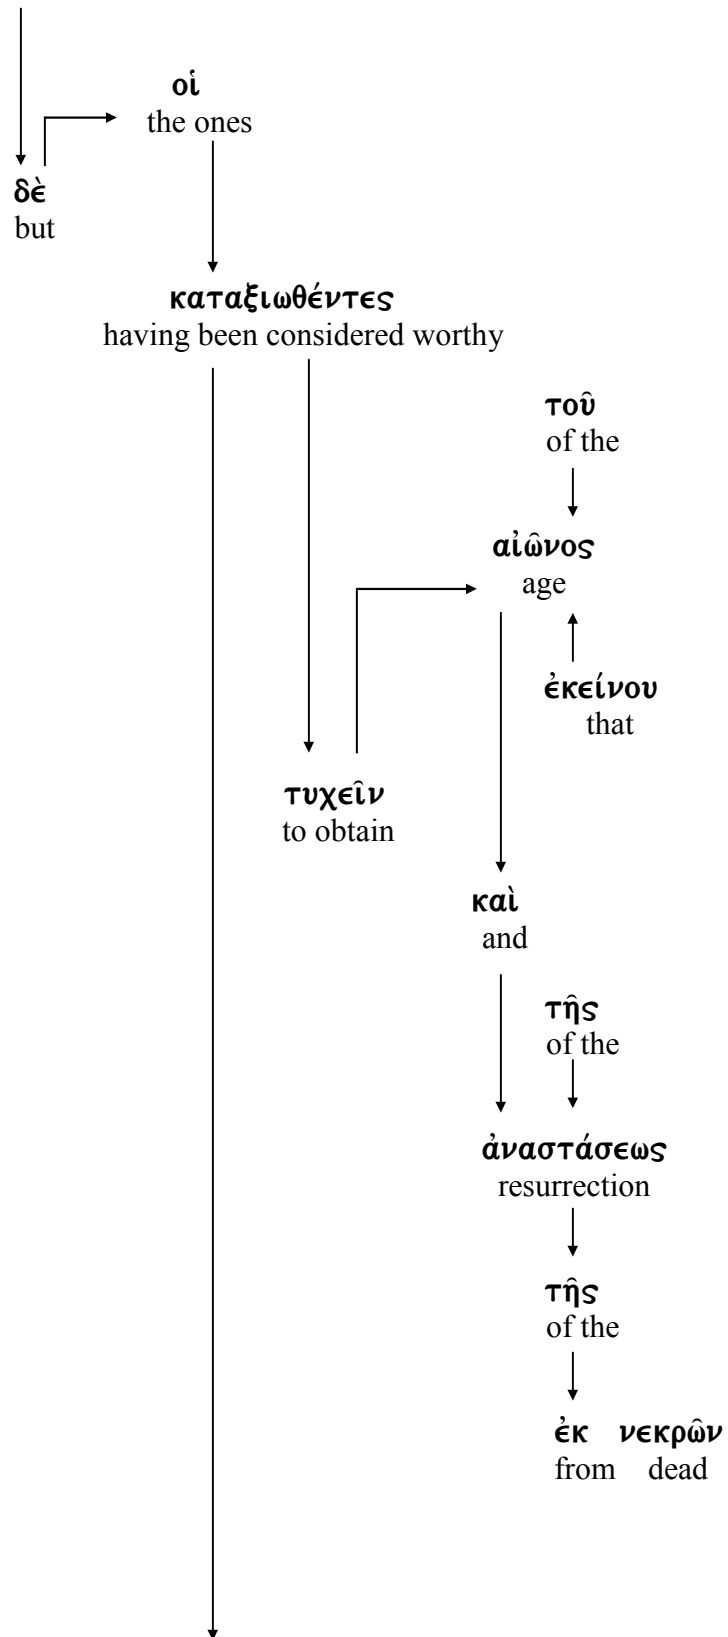 οἱ
the ones
δὲ
but
καταξιωθέντες
having been considered worthy
τοῦ
of the
αἰῶνος
age
ἐκείνου
that
τυχεῖν
to obtain
καὶ
and
τῆς
of the
ἀναστάσεως
resurrection
τῆς
of the
ἐκ νεκρῶν
from dead